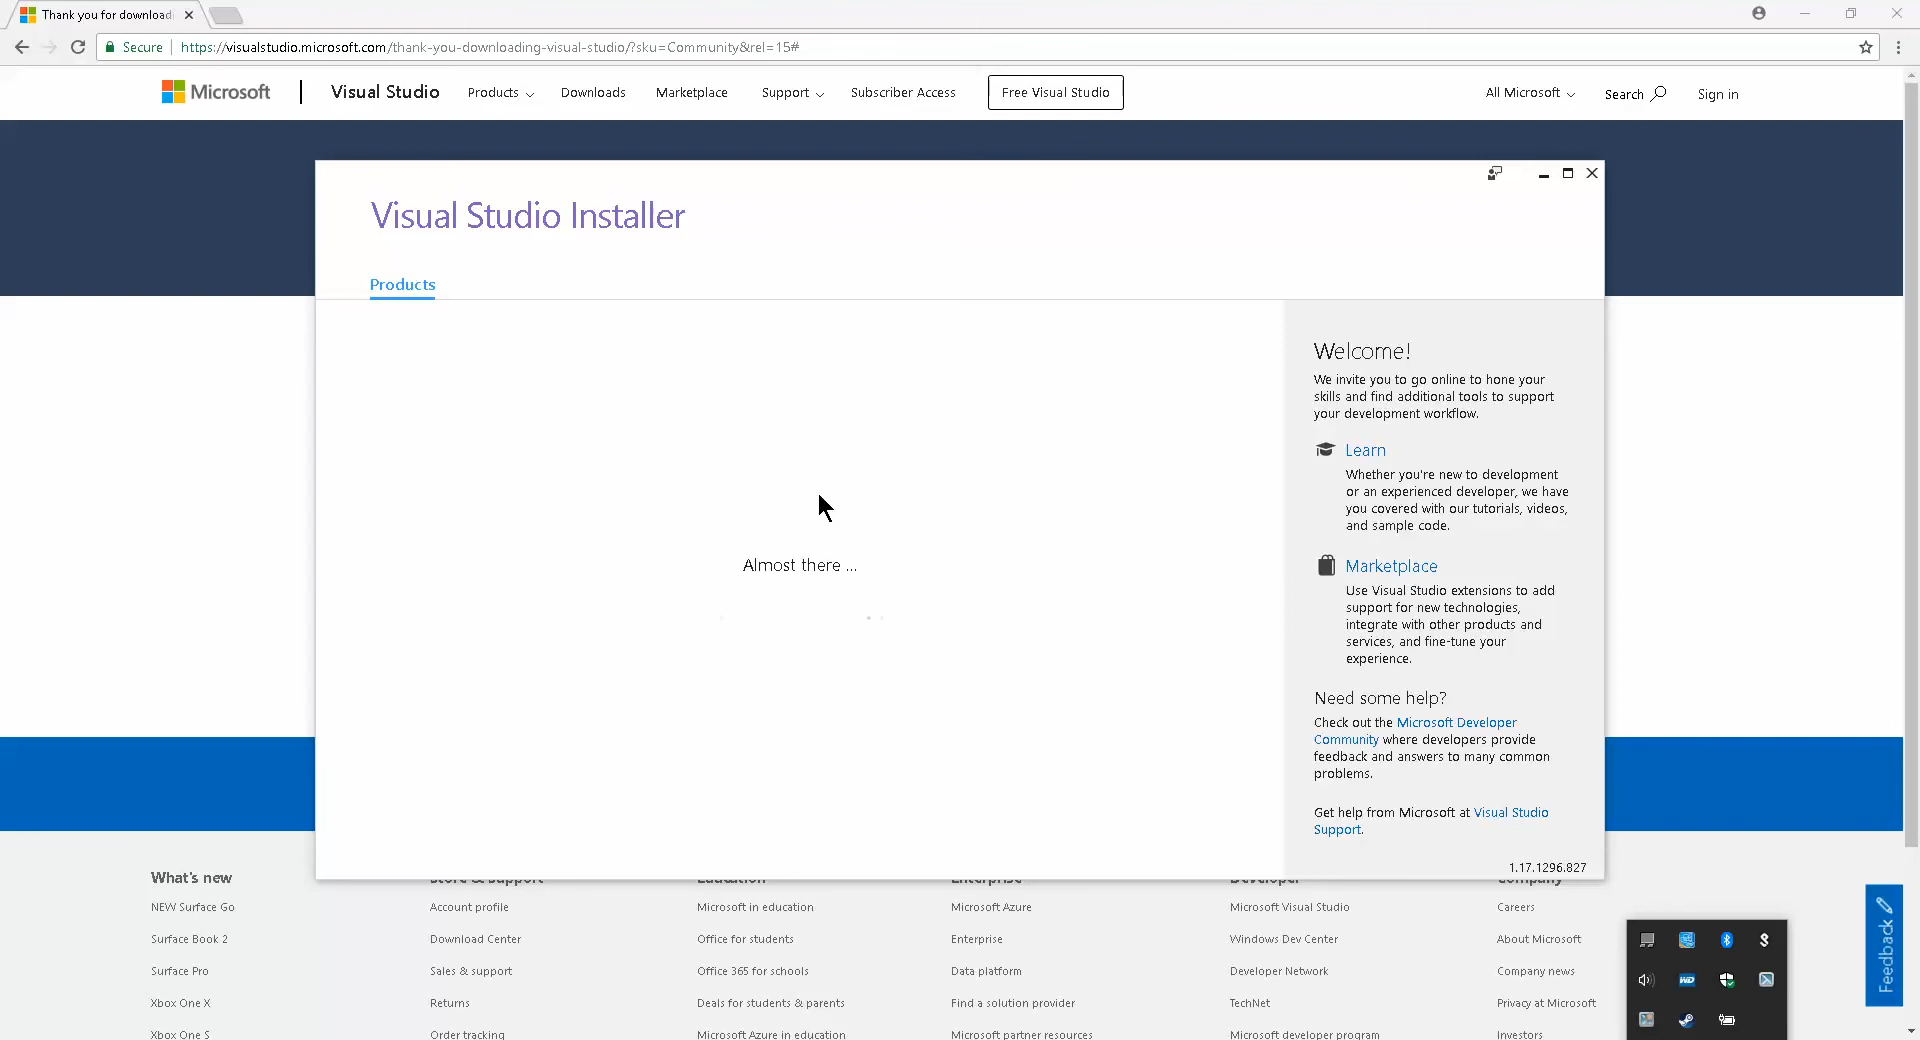 Thank you for downloadi
Secure https://visualstudio.microsoft.com/thank-you-downloading-visual-studio/?sku=Community&rel=15#
Microsoft Visual Studio Products Downloads Marketplace Support Subscriber Access Free Visual Studio All Microsoft Search Sign in
Visual Studio Installer
Products
Almost there ...
Welcome!
We invite you to go online to hone your
skills and find additional tools to support
your development workflow.
Learn
Whether you're new to development
or an experienced developer, we have
you covered with our tutorials, videos,
and sample code.
Marketplace
Use Visual Studio extensions to add
support for new technologies,
integrate with other products and
services, and fine-tune your
experience.
Need some help?
Check out the Microsoft Developer
Community where developers provide
feedback and answers to many common
problems.
Get help from Microsoft at Visual Studio
Support.
1.17.1296.827
What's new
NEW Surface Go
Surface Book 2
Surface Pro
Xbox One X
Xbox One S
Store & support
Account profile
Download Center
Sales & support
Returns
Order tracking
Education
Microsoft in education
Office for students
Office 365 for schools
Deals for students & parents
Microsoft Azure in education
Enterprise
Microsoft Azure
Enterprise
Data platform
Find a solution provider
Microsoft partner resources
Developer
Microsoft Visual Studio
Windows Dev Center
Developer Network
TechNet
Microsoft developer program
Company
Careers
About Microsoft
Company news
Privacy at Microsoft
Investors
Feedback
WD